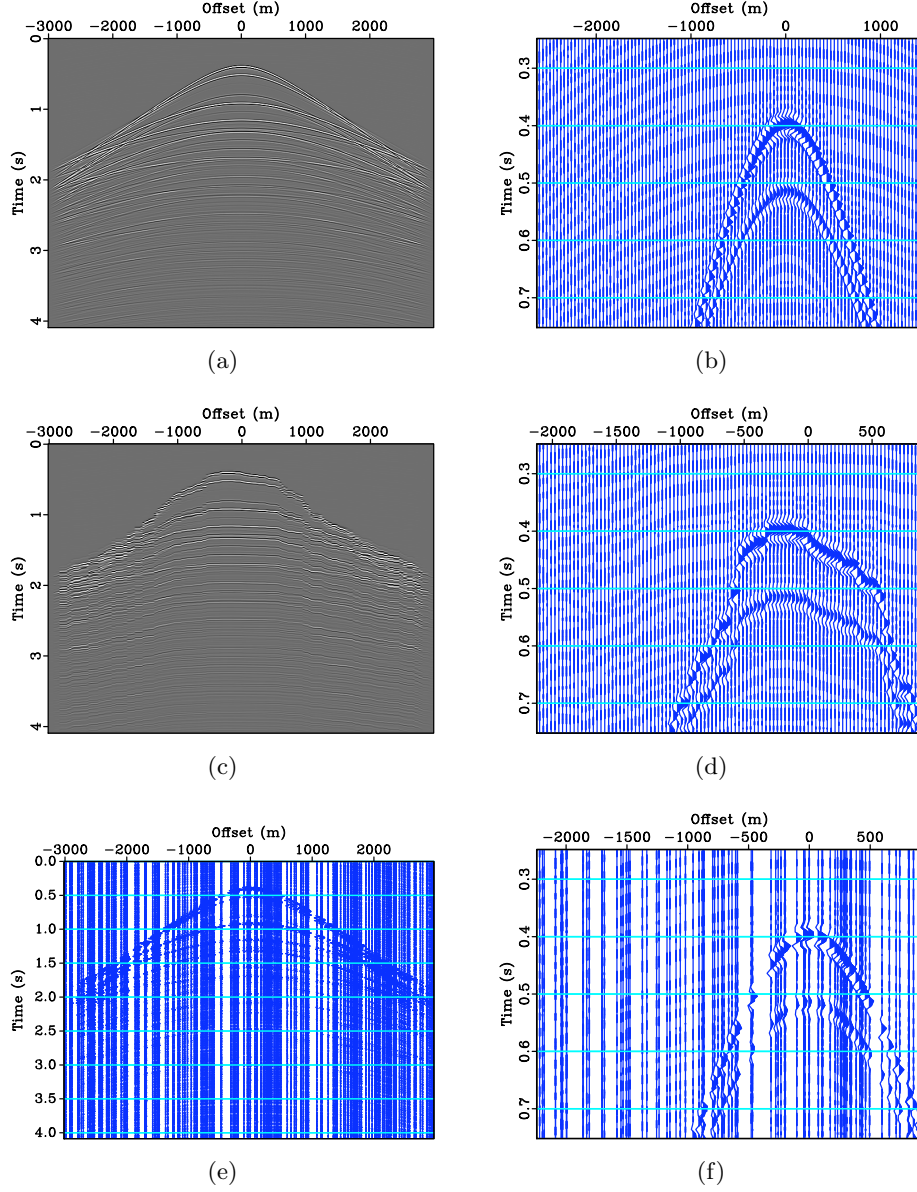 Offset (m)
-3000 -2000 -1000 0 1000 2000
Time (s)
0
1
2
3
4
(a)
Offset (m)
-2000 -1000 0 1000
Time (s)
0.3
0.4
0.5
0.6
0.7
(b)
Offset (m)
-3000 -2000 -1000 0 1000 2000
Time (s)
0
1
2
3
4
(c)
Offset (m)
-2000 -1500 -1000 -500 0 500
Time (s)
0.3
0.4
0.5
0.6
0.7
(d)
Offset (m)
-3000 -2000 -1000 0 1000 2000
Time (s)
0.0
0.5
1.0
1.5
2.0
2.5
3.0
3.5
4.0
(e)
Offset (m)
-2000 -1500 -1000 -500 0 500
Time (s)
0.3
0.4
0.5
0.6
0.7
(f)